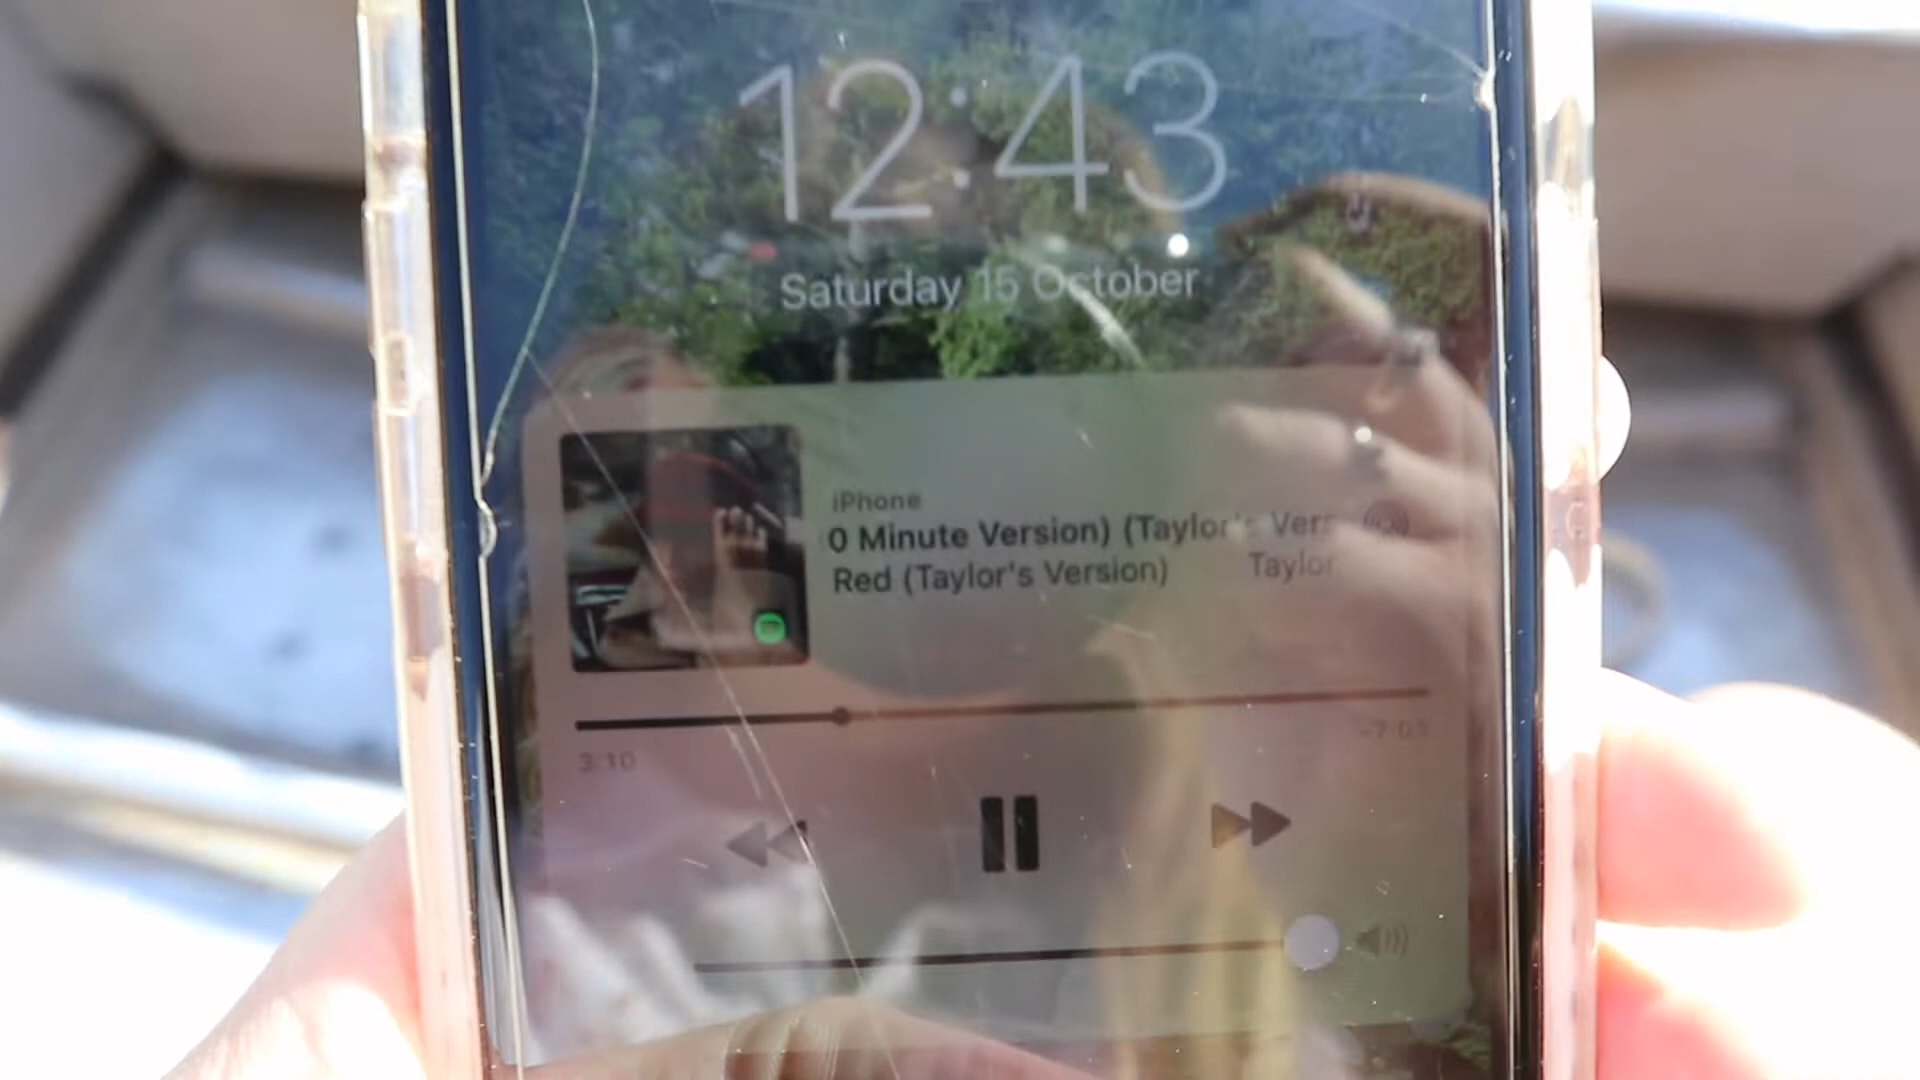 12:43
Saturday 15 October
iPhone
0 Minute Version) (Taylor's Vers
Red (Taylor's Version) Taylor
3:10 -7:03